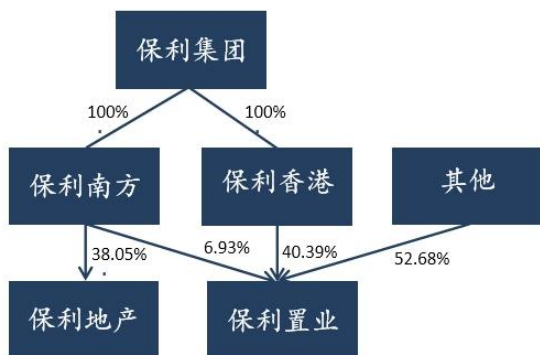 保利集团
100%
100%
保利南方
保利香港
其他
38.05%
6.93%
40.39%
52.68%
保利地产
保利置业